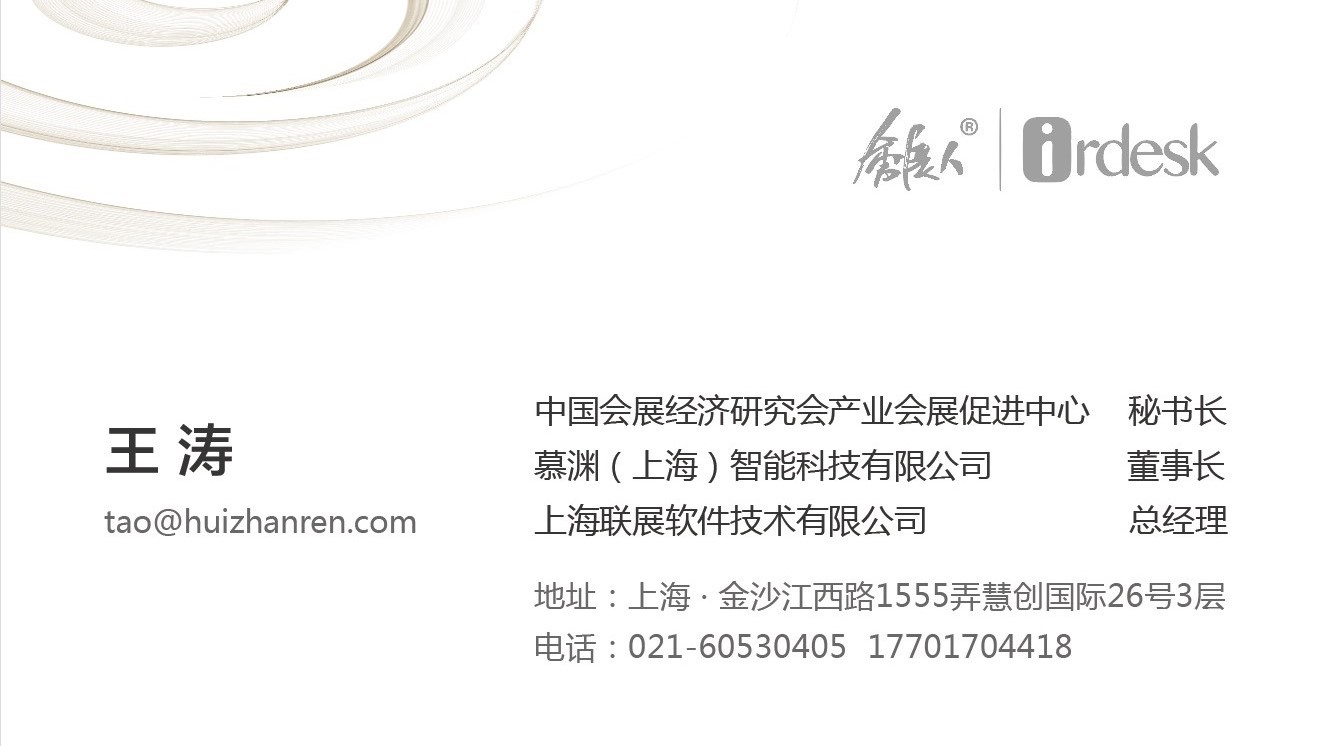 会展人® irdesk
王 涛
tao@huizhanren.com
中国会展经济研究会产业会展促进中心 秘书长
慕渊（上海）智能科技有限公司 董事长
上海联展软件技术有限公司 总经理
地址：上海 · 金沙江西路1555弄慧创国际26号3层
电话：021-60530405 17701704418